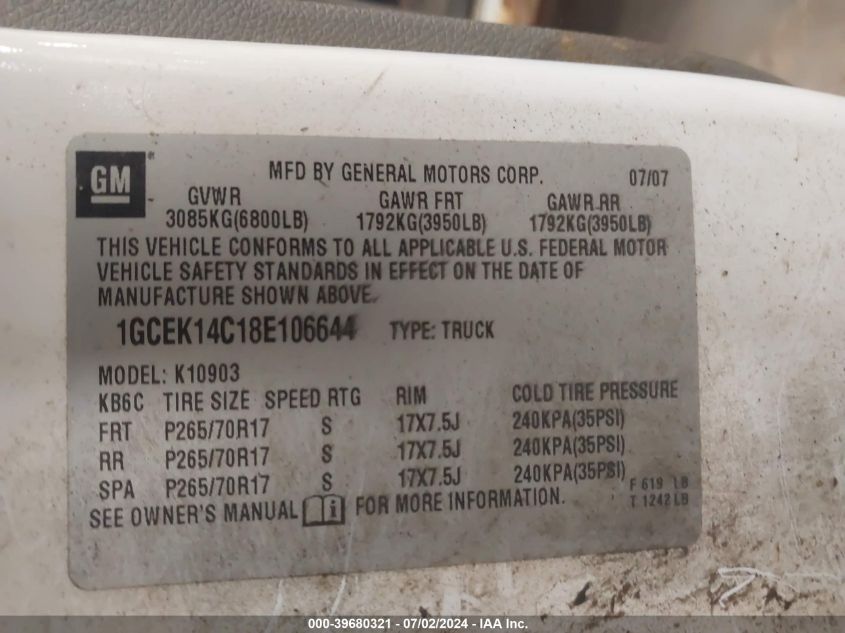 GM
MFD BY GENERAL MOTORS CORP. 07/07
GVWR GAWR FRT GAWR RR
3085KG(6800LB) 1792KG(3950LB) 1792KG(3950LB)
THIS VEHICLE CONFORMS TO ALL APPLICABLE U.S. FEDERAL MOTOR
VEHICLE SAFETY STANDARDS IN EFFECT ON THE DATE OF
MANUFACTURE SHOWN ABOVE.
1GCEK14C18E106644 TYPE: TRUCK
MODEL: K10903
KB6C TIRE SIZE SPEED RTG RIM COLD TIRE PRESSURE
FRT P265/70R17 S 17X7.5J 240KPA(35PSI)
RR P265/70R17 S 17X7.5J 240KPA(35PSI)
SPA P265/70R17 S 17X7.5J 240KPA(35PSI)
F 619 LB
T 1242 LB
SEE OWNER'S MANUAL FOR MORE INFORMATION.
000-39680321 - 07/02/2024 - IAA Inc.